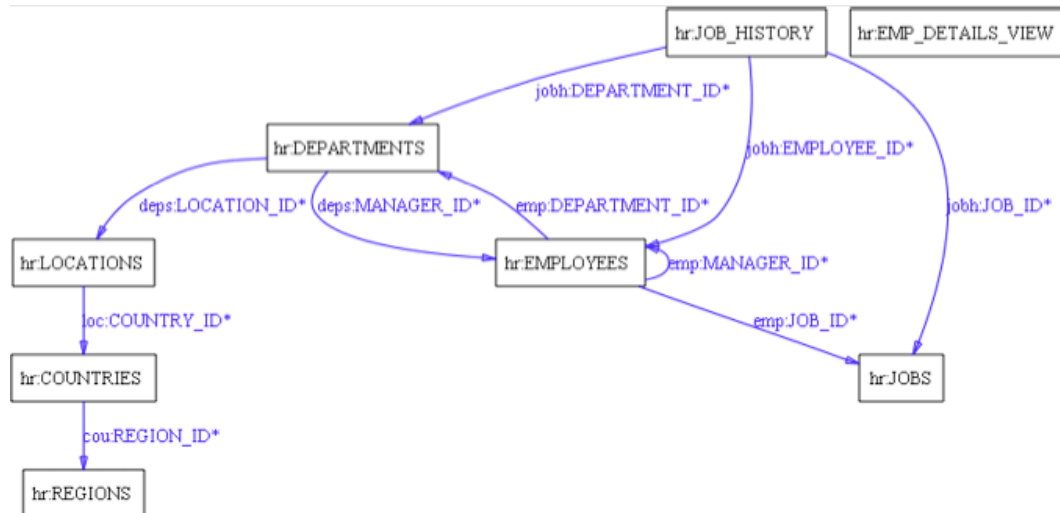 hr:JOB_HISTORY
hr:EMP_DETAILS_VIEW
jobh:DEPARTMENT_ID*
hr:DEPARTMENTS
jobh:EMPLOYEE_ID*
deps:LOCATION_ID*
deps:MANAGER_ID*
emp:DEPARTMENT_ID*
jobh:JOB_ID*
hr:LOCATIONS
hr:EMPLOYEES
emp:MANAGER_ID*
loc:COUNTRY_ID*
emp:JOB_ID*
hr:COUNTRIES
hr:JOBS
cou:REGION_ID*
hr:REGIONS